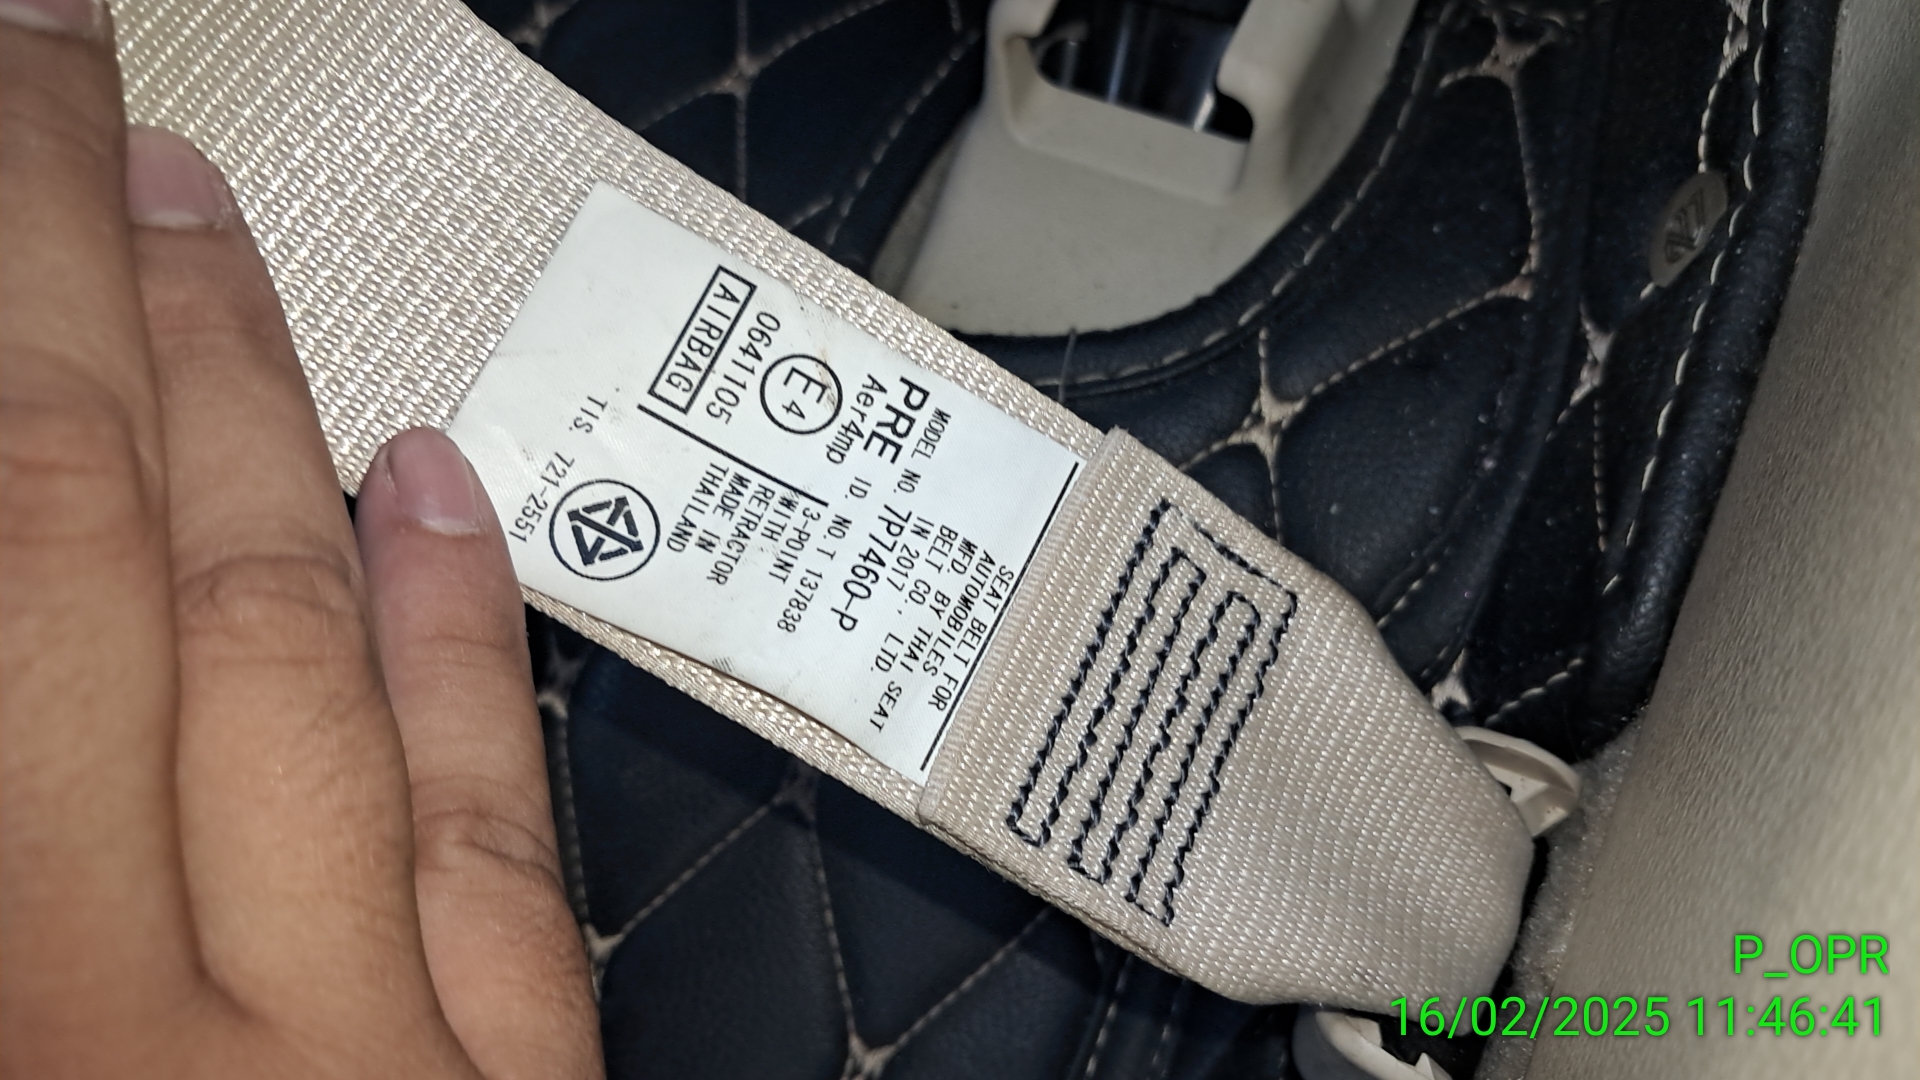 SEAT BELT FOR
AUTOMOBILES
MFD. BY THAI SEAT
BELT CO., LTD.
IN 2017
MODEL NO. 7P7460-P
PRE ID. NO. T 137838
Aer4mp
E4
3-POINT
WITH
RETRACTOR
MADE IN
THAILAND
0641105
AIRBAG
TIS. 721-2551
P_OPR
16/02/2025 11:46:41